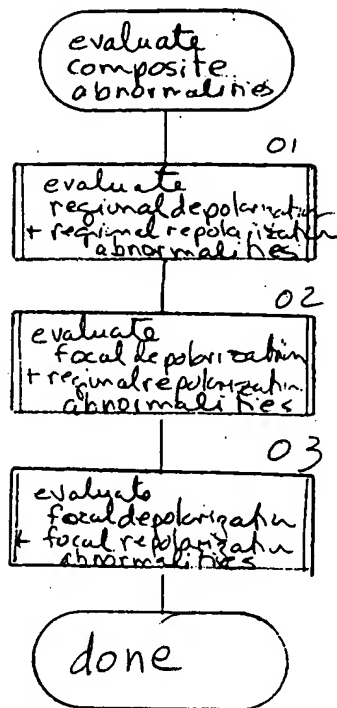 evaluate
composite
abnormalities
01
evaluate
regional depolarization
+ regional repolarization
abnormalities
02
evaluate
focal depolarization
+ regional repolarization
abnormalities
03
evaluate
focal depolarization
+ focal repolarization
abnormalities
done